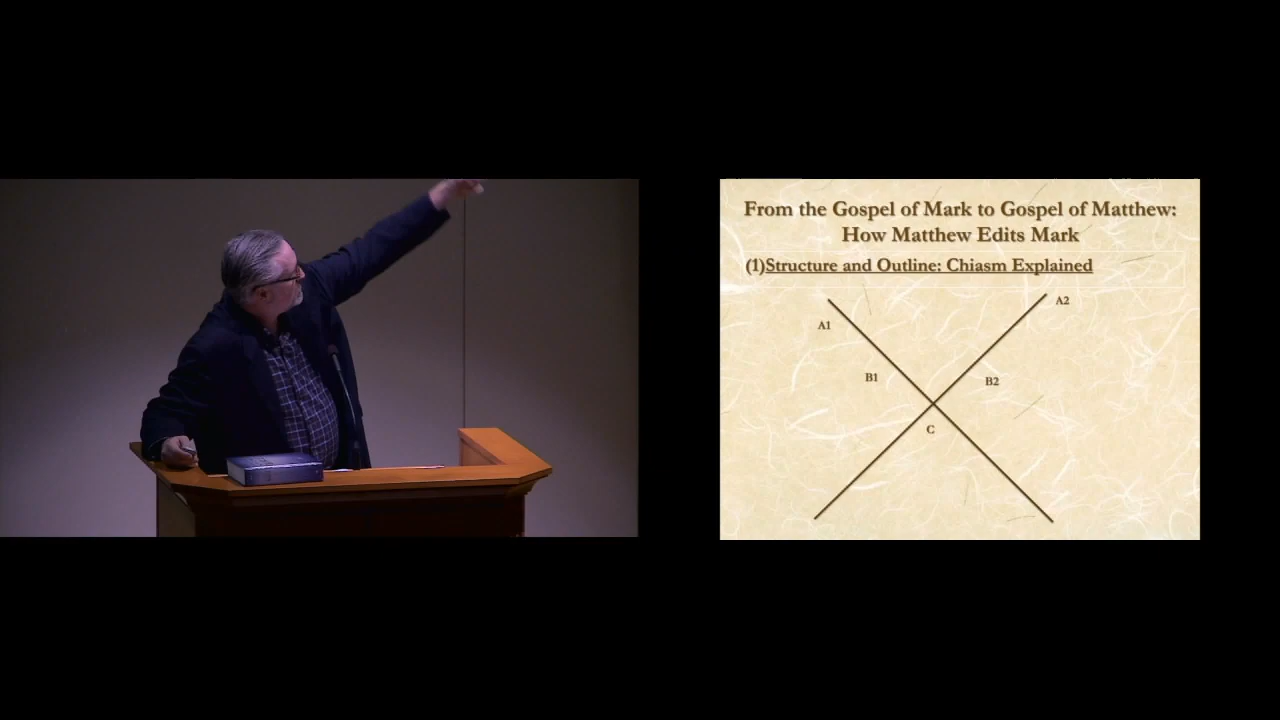 From the Gospel of Mark to Gospel of Matthew:
How Matthew Edits Mark
(1)Structure and Outline: Chiasm Explained
A1
A2
B1
B2
C